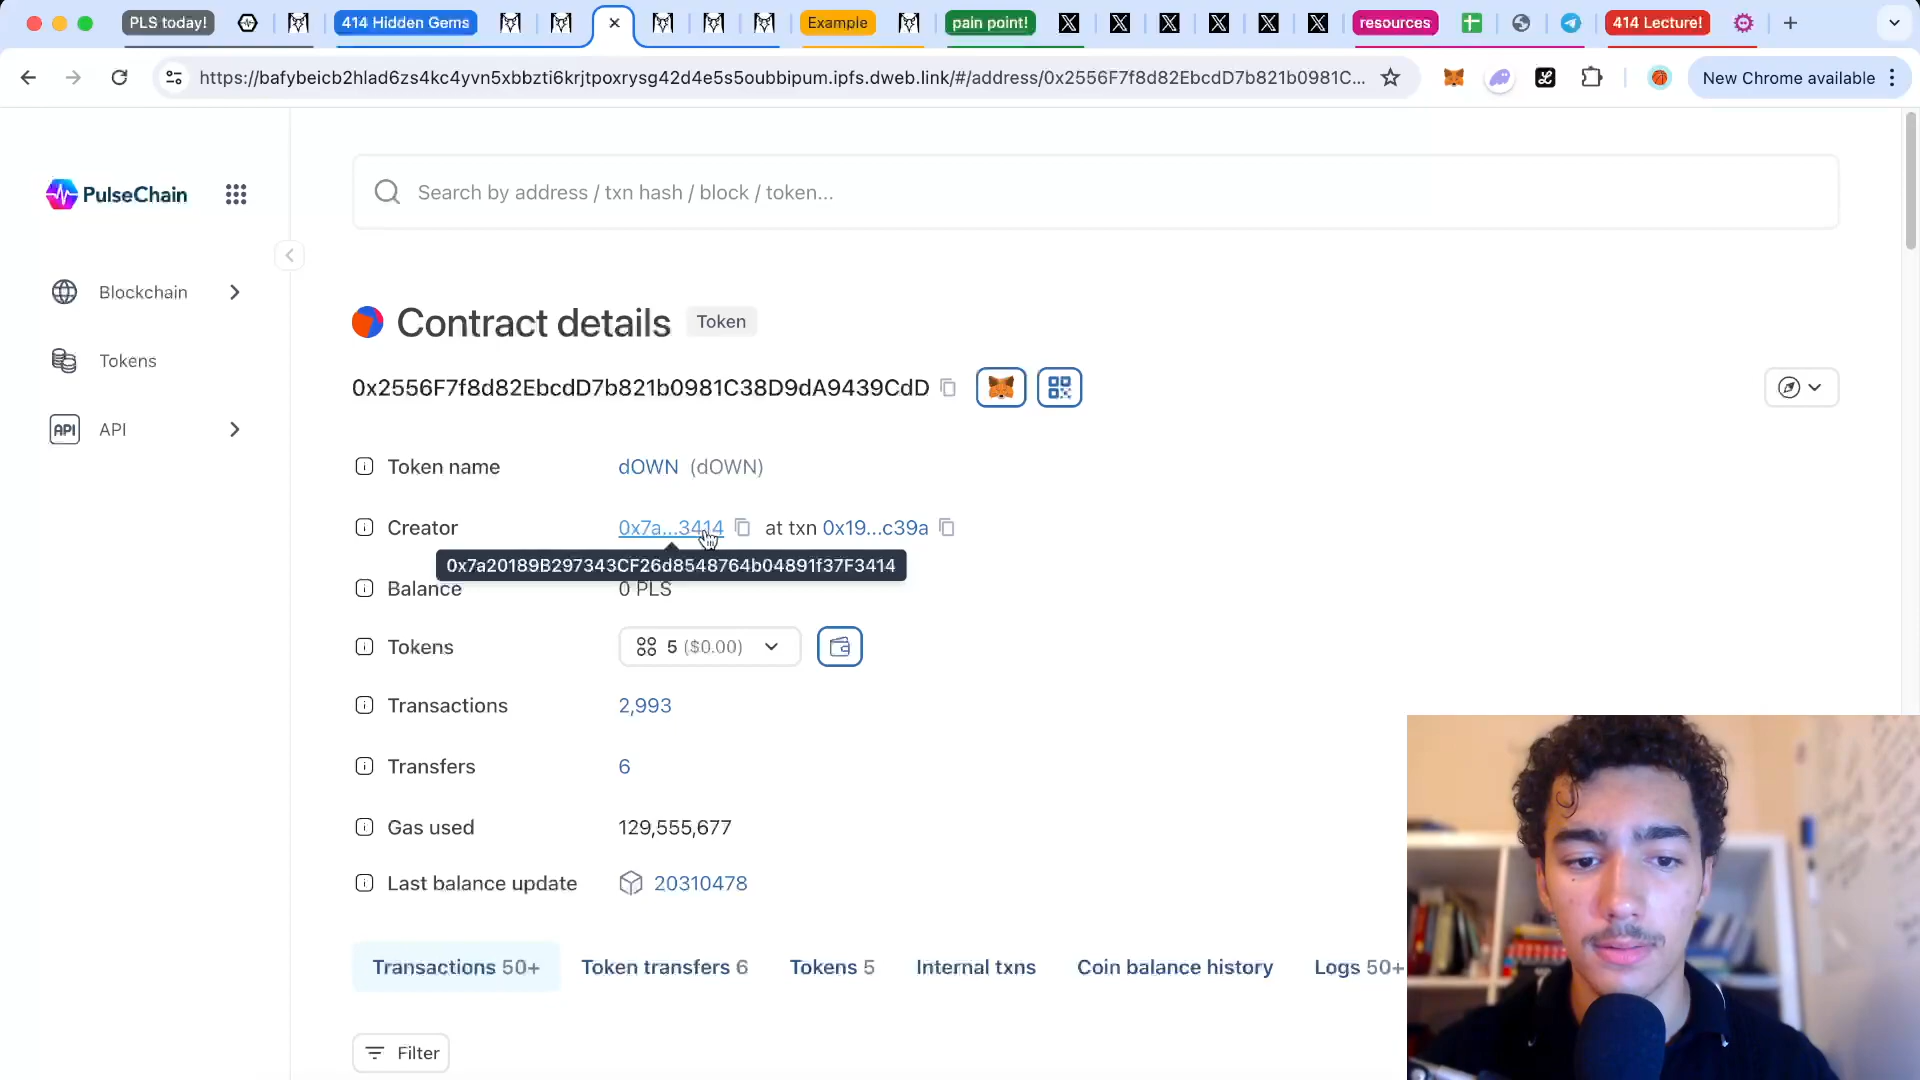 PLS today!
414 Hidden Gems
Example
pain point!
resources
414 Lecture!
https://bafybeicb2hlad6zs4kc4yvn5xbbzti6krjtpoxrysg42d4e5s5oubbipum.ipfs.dweb.link/#/address/0x2556F7f8d82EbcdD7b821b0981C...
New Chrome available
PulseChain
Search by address / txn hash / block / token...
Blockchain
Tokens
API
API
Contract details
Token
0x2556F7f8d82EbcdD7b821b0981C38D9dA9439CdD
Token name
dOWN (dOWN)
Creator
0x7a...3414
at txn 0x19...c39a
0x7a20189B297343CF26d8548764b04891f37F3414
Balance
0 PLS
Tokens
5 ($0.00)
Transactions
2,993
Transfers
6
Gas used
129,555,677
Last balance update
20310478
Transactions 50+
Token transfers 6
Tokens 5
Internal txns
Coin balance history
Logs 50+
Filter